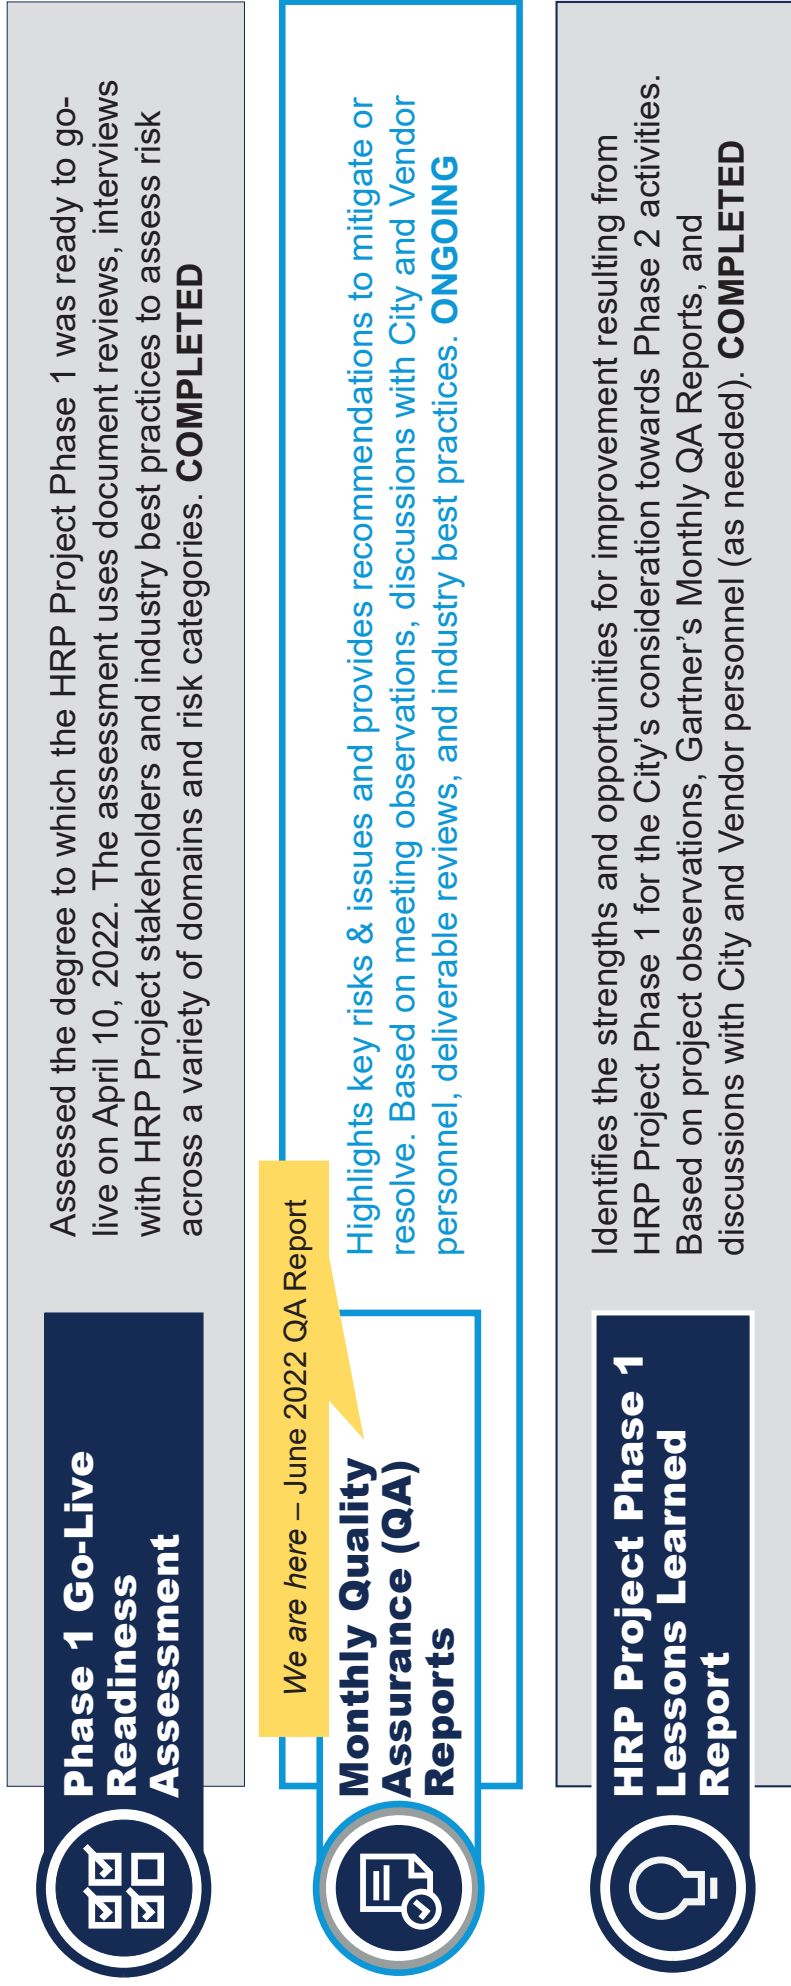 Phase 1 Go-Live
Readiness
Assessment
Assessed the degree to which the HRP Project Phase 1 was ready to go-
live on April 10, 2022. The assessment uses document reviews, interviews
with HRP Project stakeholders and industry best practices to assess risk
across a variety of domains and risk categories. COMPLETED
We are here – June 2022 QA Report
Monthly Quality
Assurance (QA)
Reports
Highlights key risks & issues and provides recommendations to mitigate or
resolve. Based on meeting observations, discussions with City and Vendor
personnel, deliverable reviews, and industry best practices. ONGOING
HRP Project Phase 1
Lessons Learned
Report
Identifies the strengths and opportunities for improvement resulting from
HRP Project Phase 1 for the City’s consideration towards Phase 2 activities.
Based on project observations, Gartner’s Monthly QA Reports, and
discussions with City and Vendor personnel (as needed). COMPLETED